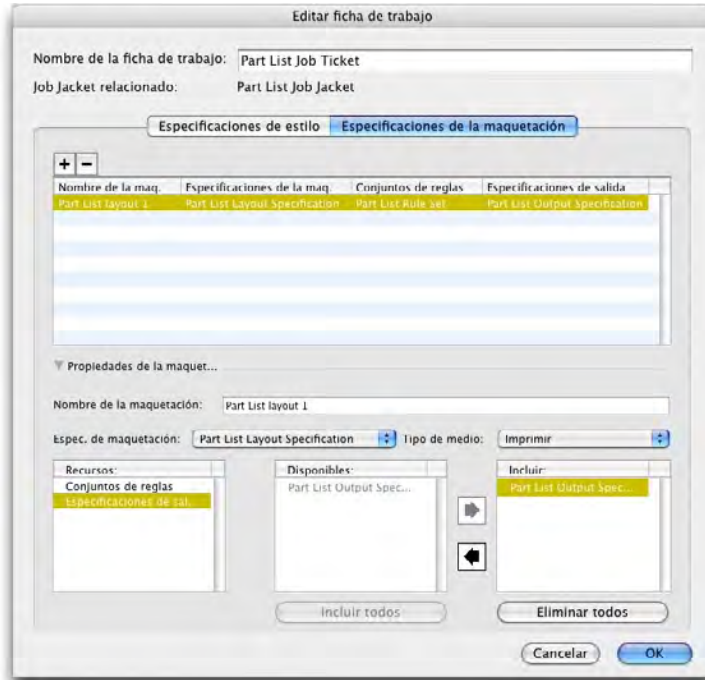 Editar ficha de trabajo
Nombre de la ficha de trabajo: Part List Job Ticket
Job Jacket relacionado: Part List Job Jacket
Especificaciones de estilo Especificaciones de la maquetación
+ −
Nombre de la maq. Especificaciones de la maq. Conjuntos de reglas Especificaciones de salida
Part List layout 1 Part List Layout Specification Part List Rule Set Part List Output Specification
Propiedades de la maquet...
Nombre de la maquetación: Part List layout 1
Espec. de maquetación: Part List Layout Specification Tipo de medio: Imprimir
Recursos: Disponibles: Incluir:
Conjuntos de reglas Part List Output Spec... Part List Output Spec...
Especificaciones de sal...
Incluir todos Eliminar todos
Cancelar OK